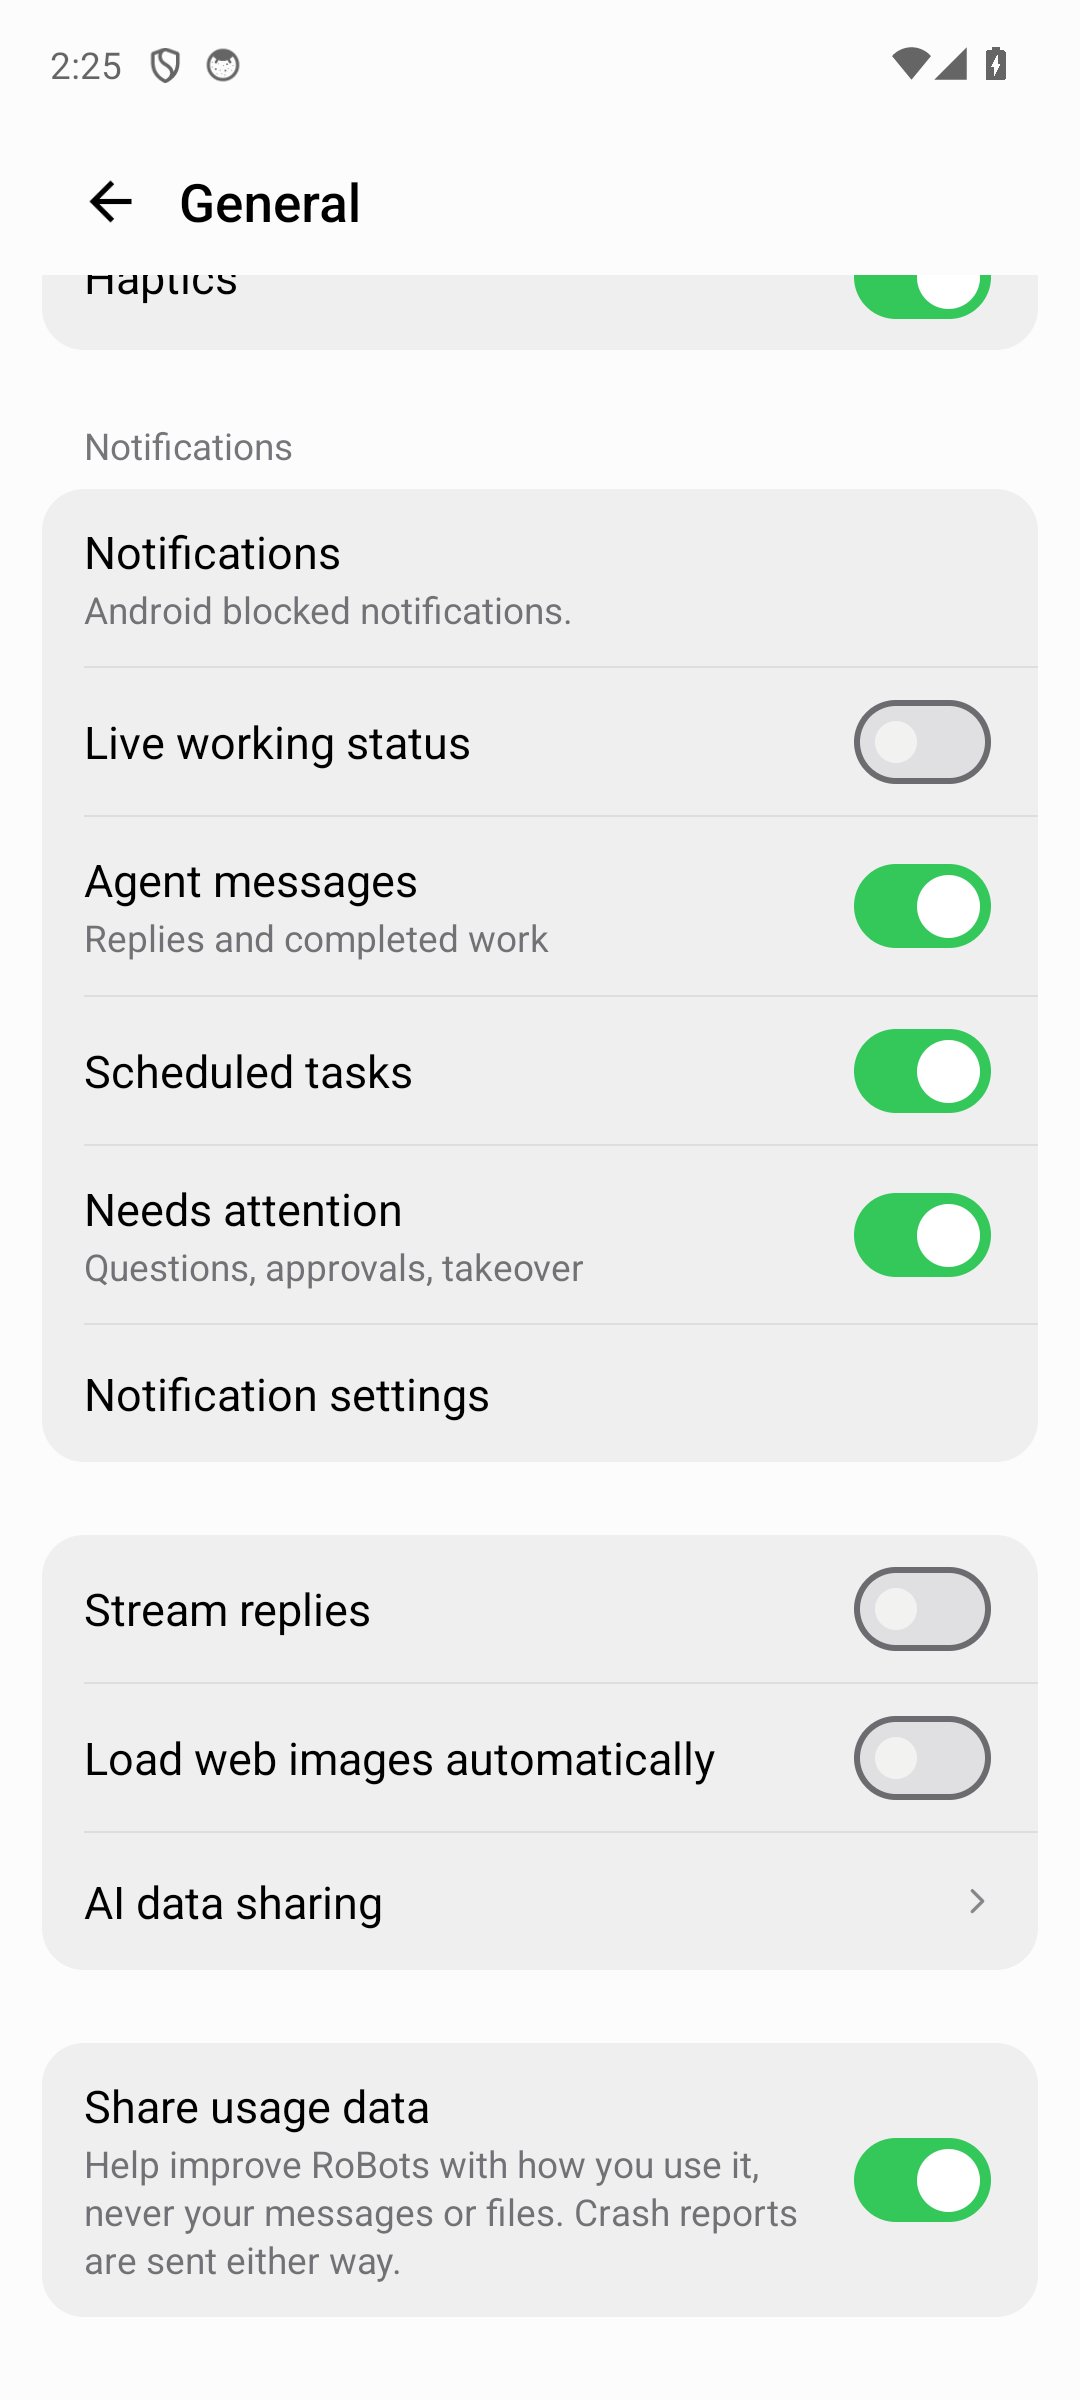 2:25
General
Haptics
Notifications
Notifications
Android blocked notifications.
Live working status
Agent messages
Replies and completed work
Scheduled tasks
Needs attention
Questions, approvals, takeover
Notification settings
Stream replies
Load web images automatically
AI data sharing
Share usage data
Help improve RoBots with how you use it,
never your messages or files. Crash reports
are sent either way.